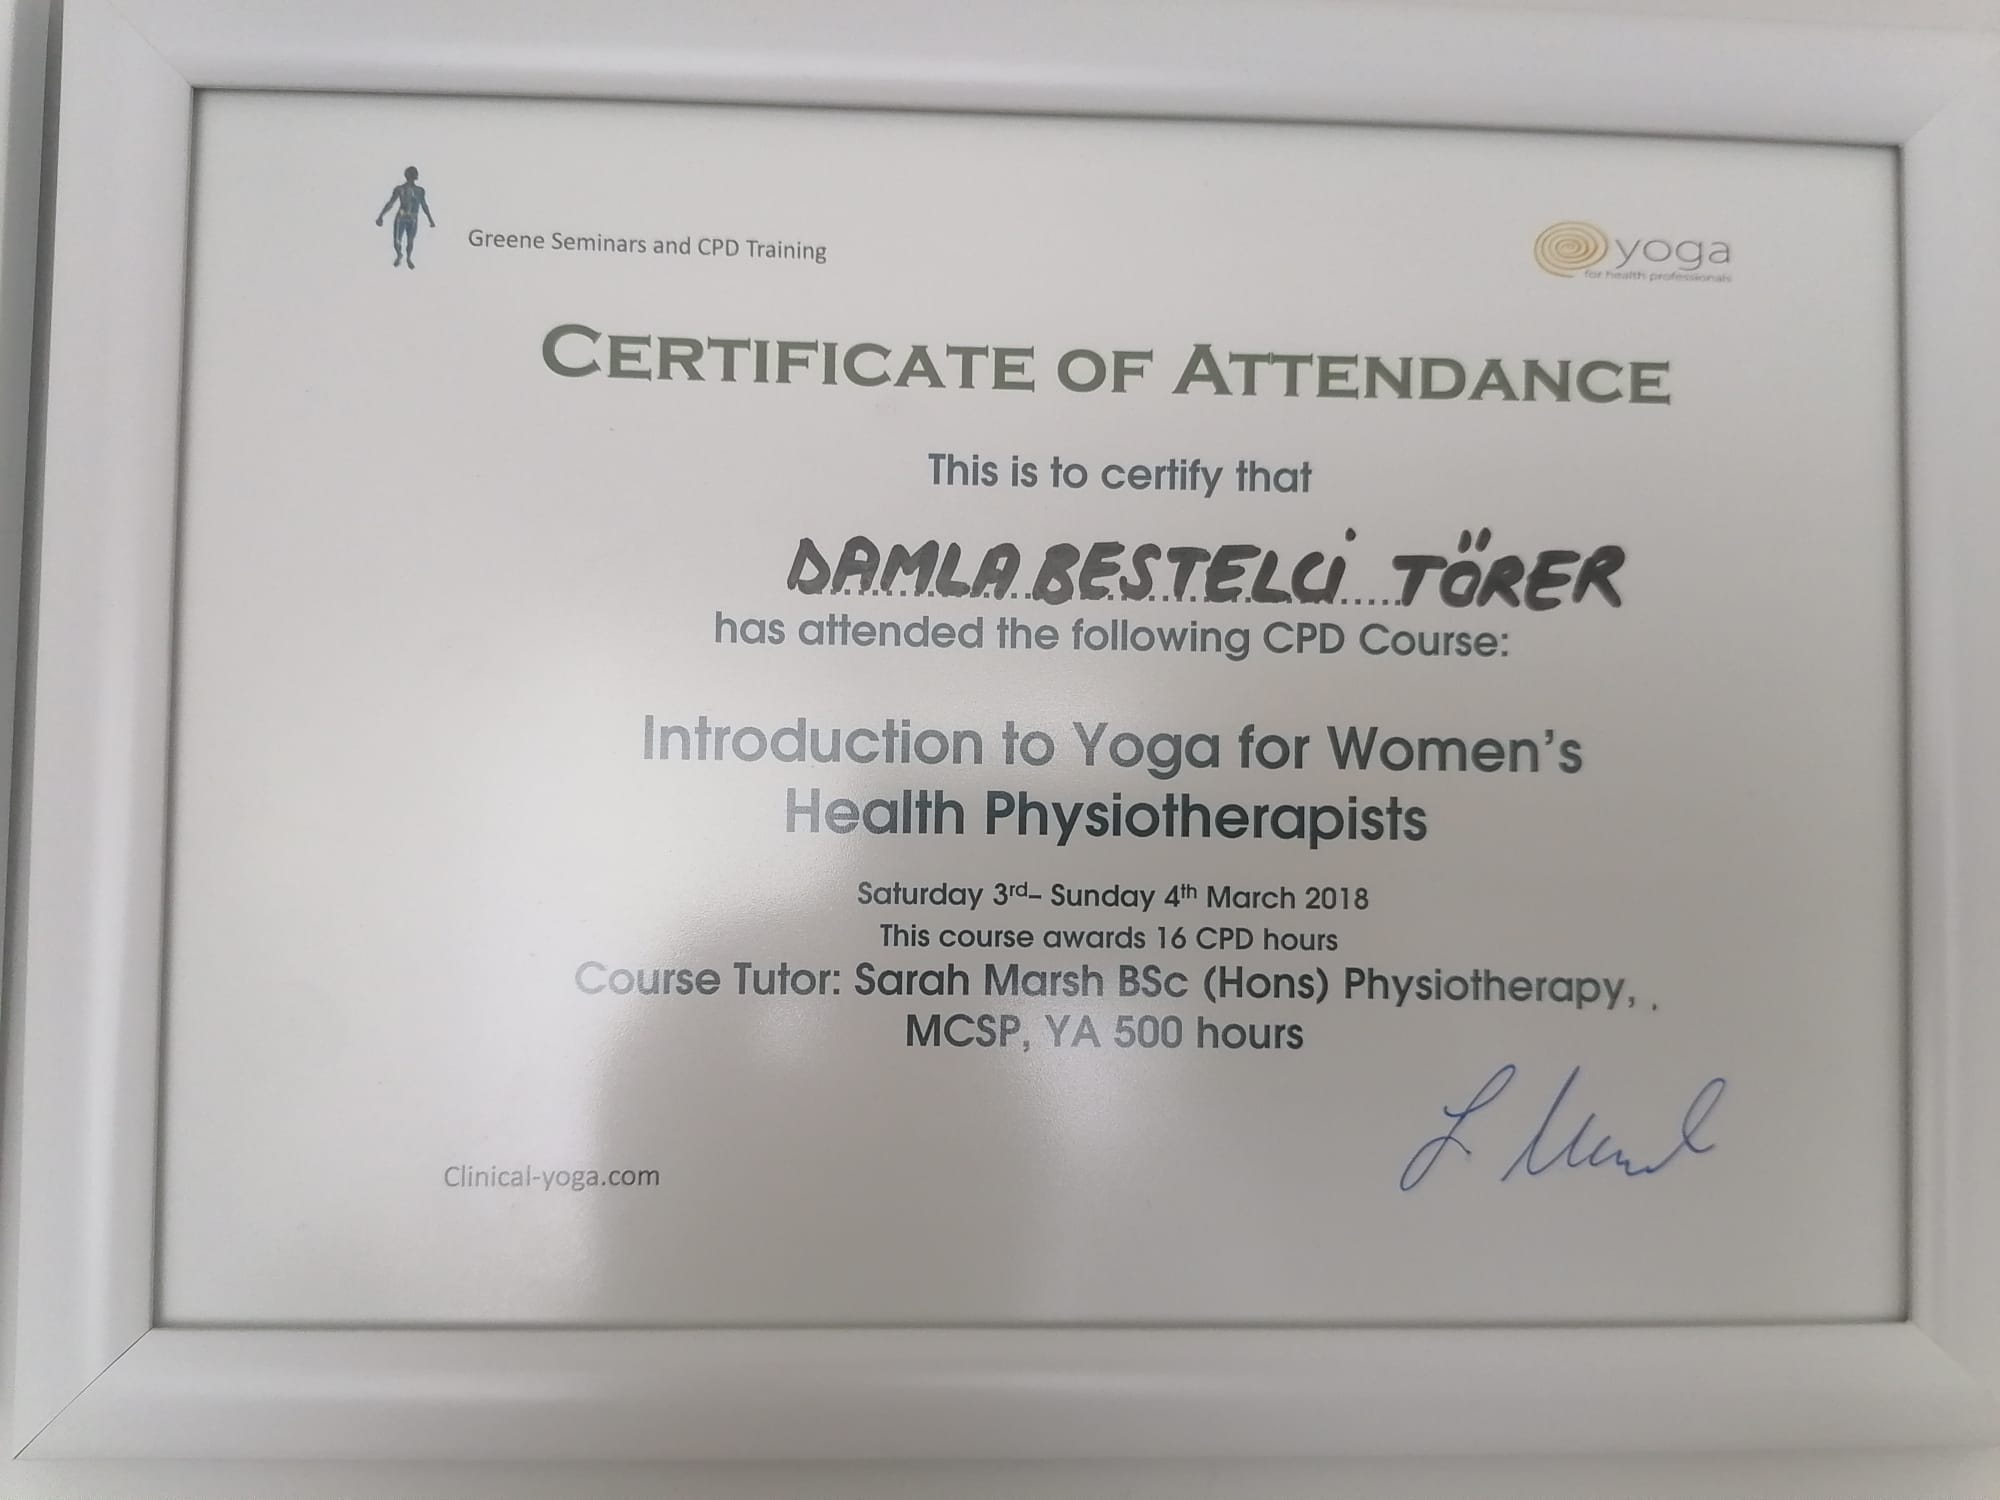 Greene Seminars and CPD Training
yoga
for health professionals
CERTIFICATE OF ATTENDANCE
This is to certify that
DAMLA BESTELCİ TÖRER
has attended the following CPD Course:
Introduction to Yoga for Women's
Health Physiotherapists
Saturday 3rd– Sunday 4th March 2018
This course awards 16 CPD hours
Course Tutor: Sarah Marsh BSc (Hons) Physiotherapy, .
MCSP, YA 500 hours
Clinical-yoga.com